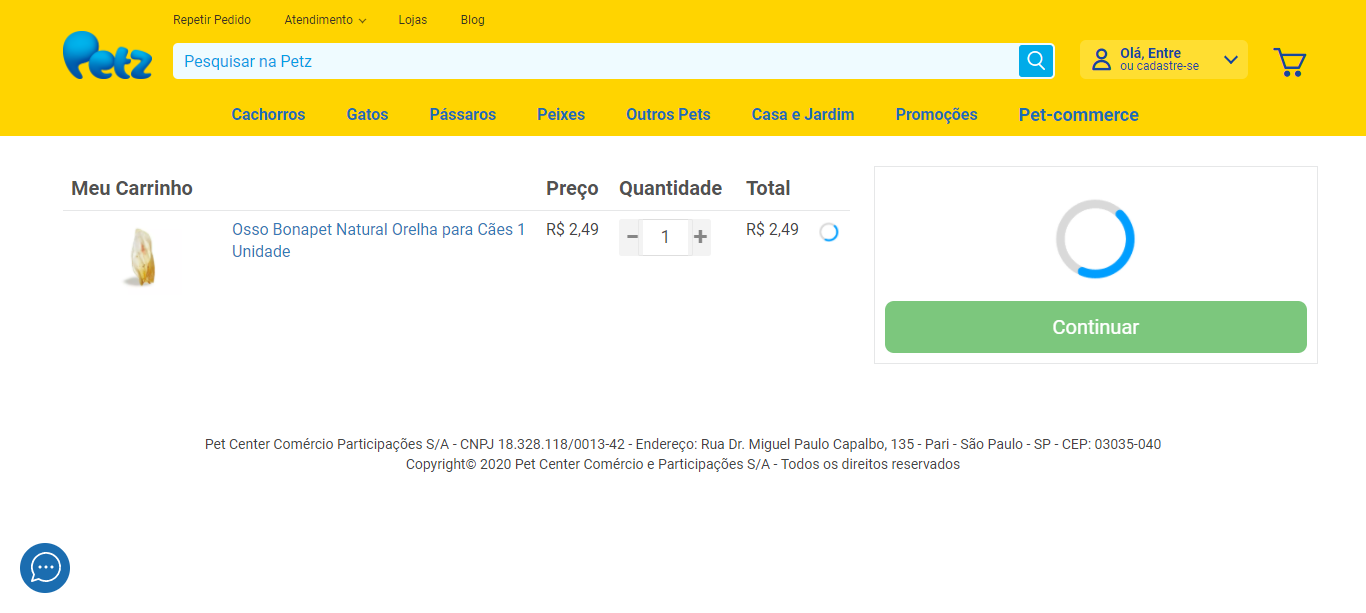 Repetir Pedido Atendimento Lojas Blog
Petz
Pesquisar na Petz
Olá, Entre
ou cadastre-se
Cachorros Gatos Pássaros Peixes Outros Pets Casa e Jardim Promoções Pet-commerce
Meu Carrinho Preço Quantidade Total
Osso Bonapet Natural Orelha para Cães 1 R$ 2,49 − 1 + R$ 2,49
Unidade
Continuar
Pet Center Comércio Participações S/A - CNPJ 18.328.118/0013-42 - Endereço: Rua Dr. Miguel Paulo Capalbo, 135 - Pari - São Paulo - SP - CEP: 03035-040
Copyright© 2020 Pet Center Comércio e Participações S/A - Todos os direitos reservados